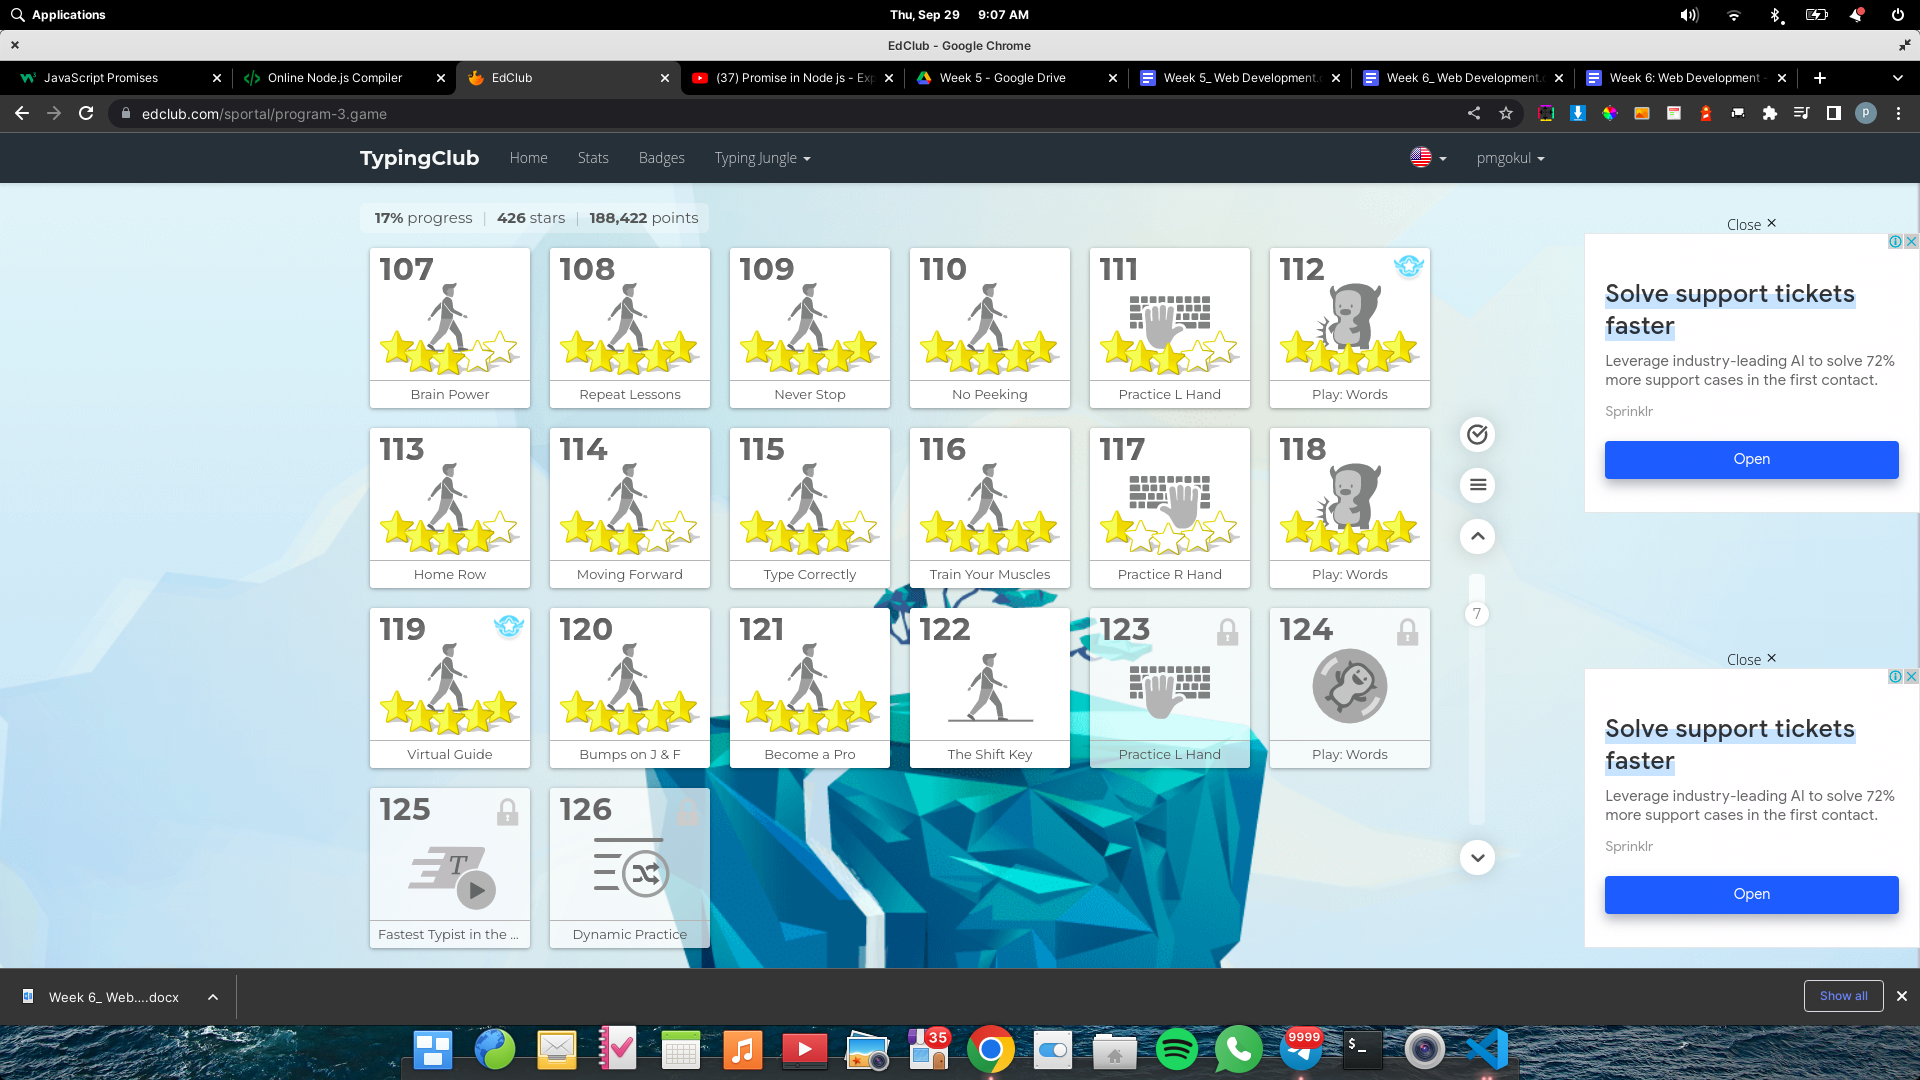 Applications
Thu, Sep 29 9:07 AM
EdClub - Google Chrome
JavaScript Promises
Online Node.js Compiler
EdClub
(37) Promise in Node js - Exp
Week 5 - Google Drive
Week 5_ Web Development.
Week 6_ Web Development.
Week 6: Web Development -
edclub.com/sportal/program-3.game
p
TypingClub
Home
Stats
Badges
Typing Jungle
pmgokul
17% progress | 426 stars | 188,422 points
107
Brain Power
108
Repeat Lessons
109
Never Stop
110
No Peeking
111
Practice L Hand
112
Play: Words
113
Home Row
114
Moving Forward
115
Type Correctly
116
Train Your Muscles
117
Practice R Hand
118
Play: Words
119
Virtual Guide
120
Bumps on J & F
121
Become a Pro
122
The Shift Key
123
Practice L Hand
124
Play: Words
125
T
Fastest Typist in the ...
126
Dynamic Practice
7
Close
Solve support tickets
faster
Leverage industry-leading AI to solve 72%
more support cases in the first contact.
Sprinklr
Open
Close
Solve support tickets
faster
Leverage industry-leading AI to solve 72%
more support cases in the first contact.
Sprinklr
Open
Week 6_ Web....docx
Show all
35
9999
$_